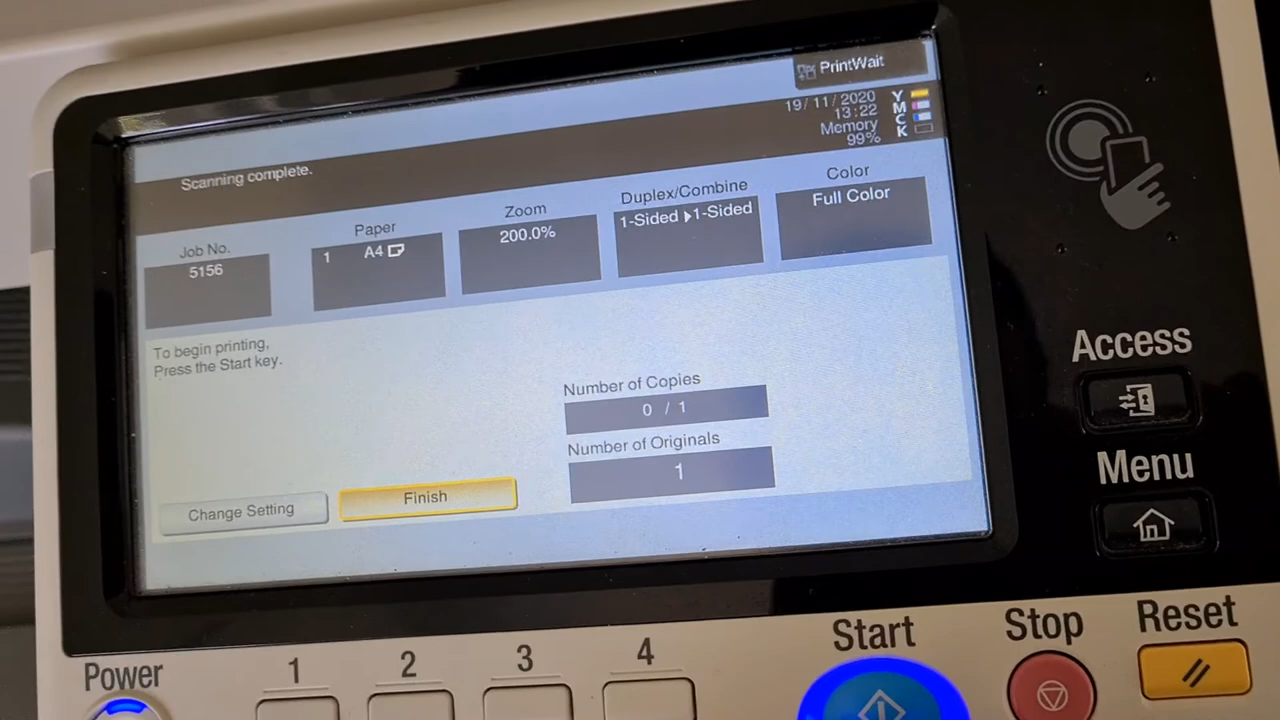 PrintWait
19/11/2020
13:22
Memory
99%
Y
M
C
K
Scanning complete.
Job No.
5156
Paper
1 A4
Zoom
200.0%
Duplex/Combine
1-Sided ▶1-Sided
Color
Full Color
To begin printing,
Press the Start key.
Number of Copies
0 / 1
Number of Originals
1
Change Setting
Finish
Access
Menu
Power
1
2
3
4
Start
Stop
Reset